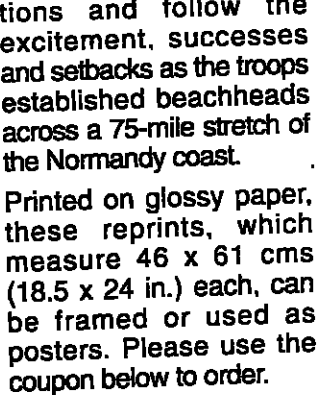 tions and follow the
excitement, successes
and setbacks as the troops
established beachheads
across a 75-mile stretch of
the Normandy coast.
Printed on glossy paper,
these reprints, which
measure 46 x 61 cms
(18.5 x 24 in.) each, can
be framed or used as
posters. Please use the
coupon below to order.